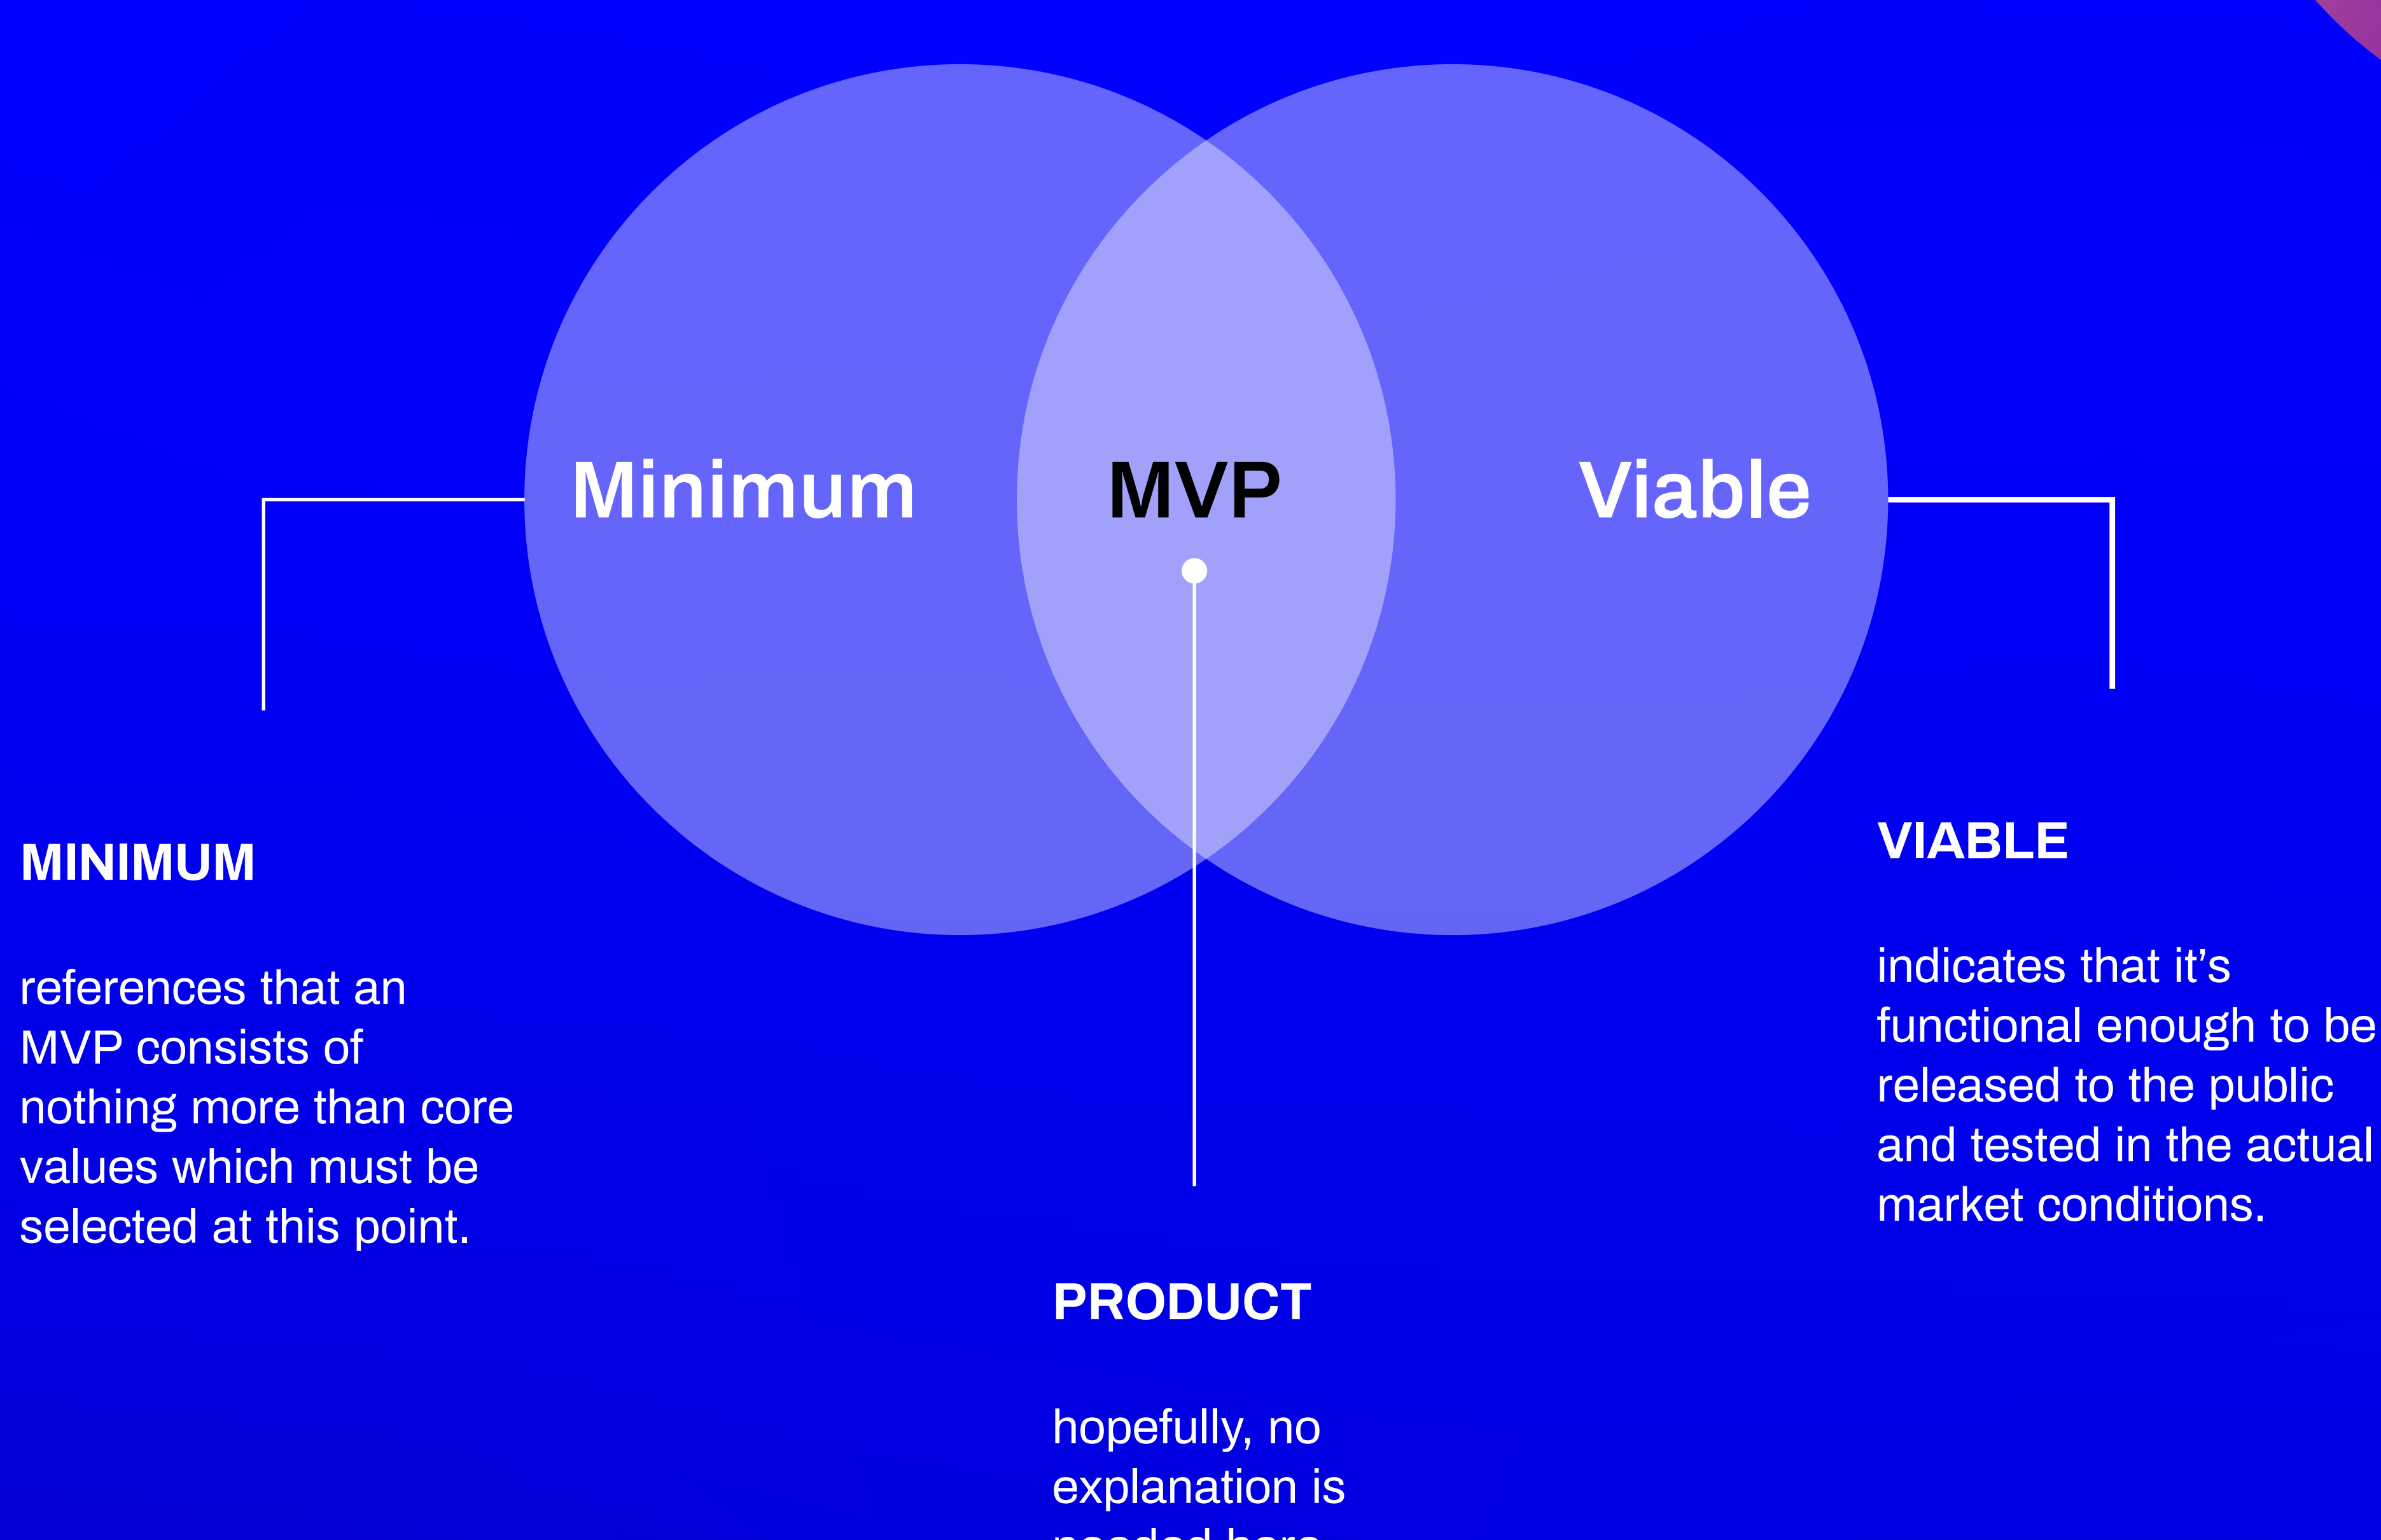 Minimum
MVP
Viable
MINIMUM
references that an
MVP consists of
nothing more than core
values which must be
selected at this point.
VIABLE
indicates that it’s
functional enough to be
released to the public
and tested in the actual
market conditions.
PRODUCT
hopefully, no
explanation is
needed here